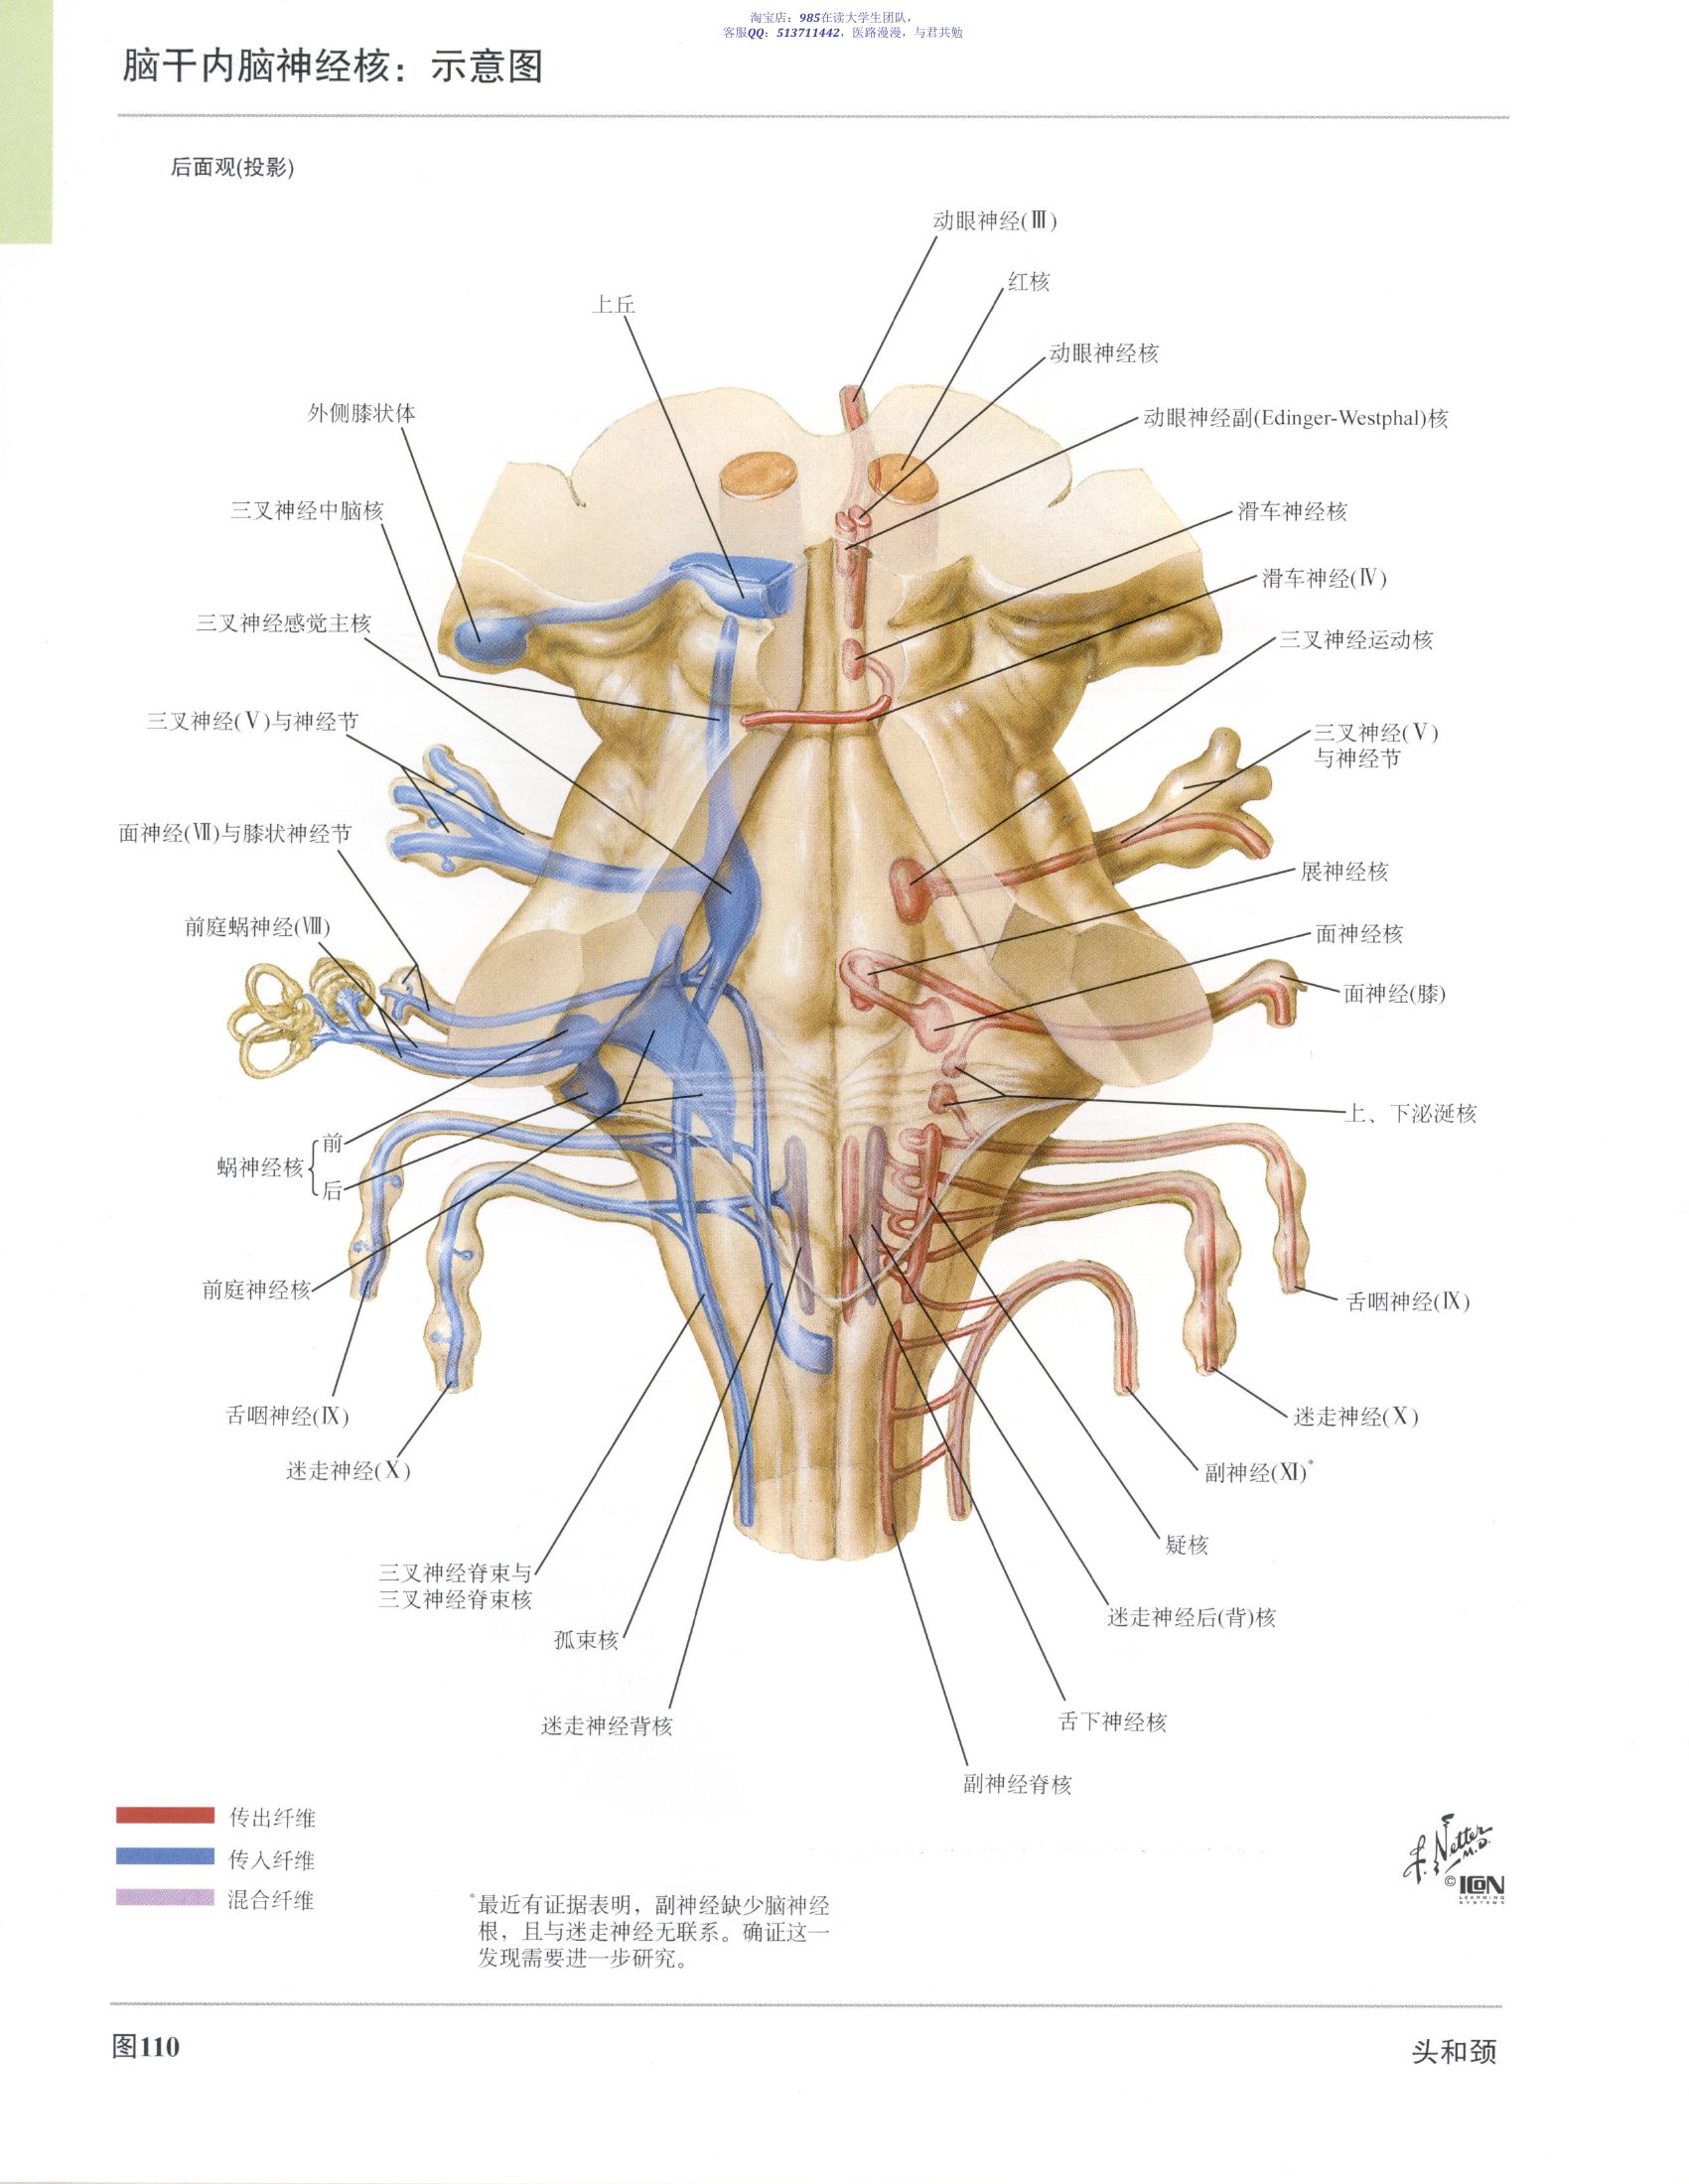 淘宝店：985在读大学生团队，
客服QQ：513711442，医路漫漫，与君共勉
脑干内脑神经核：示意图
后面观(投影)
动眼神经(Ⅲ)
红核
上丘
动眼神经核
外侧膝状体
动眼神经副(Edinger-Westphal)核
三叉神经中脑核
滑车神经核
滑车神经(Ⅳ)
三叉神经感觉主核
三叉神经运动核
三叉神经(Ⅴ)与神经节
三叉神经(Ⅴ)
与神经节
面神经(Ⅶ)与膝状神经节
展神经核
前庭蜗神经(Ⅷ)
面神经核
面神经(膝)
上、下泌涎核
蜗神经核
前
后
前庭神经核
舌咽神经(Ⅸ)
舌咽神经(Ⅸ)
迷走神经(Ⅹ)
迷走神经(Ⅹ)
副神经(Ⅺ)*
疑核
三叉神经脊束与
三叉神经脊束核
迷走神经后(背)核
孤束核
迷走神经背核
舌下神经核
副神经脊核
传出纤维
传入纤维
混合纤维
*最近有证据表明，副神经缺少脑神经
根，且与迷走神经无联系。确证这一
发现需要进一步研究。
F. Netter
M.D.
© ICON
LEARNING
SYSTEMS
图110
头和颈